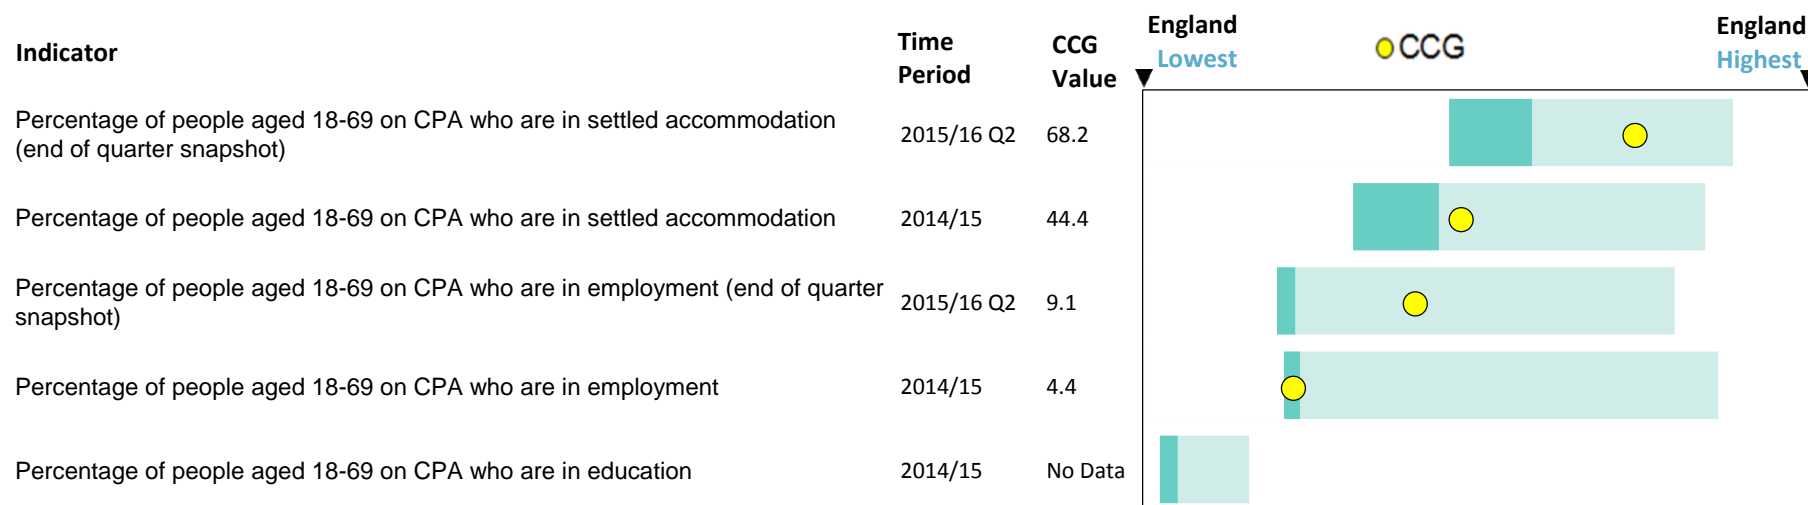 Indicator
Time
Period
CCG
Value
England
Lowest
CCG
England
Highest
Percentage of people aged 18-69 on CPA who are in settled accommodation
(end of quarter snapshot)
2015/16 Q2
68.2
Percentage of people aged 18-69 on CPA who are in settled accommodation
2014/15
44.4
Percentage of people aged 18-69 on CPA who are in employment (end of quarter
snapshot)
2015/16 Q2
9.1
Percentage of people aged 18-69 on CPA who are in employment
2014/15
4.4
Percentage of people aged 18-69 on CPA who are in education
2014/15
No Data